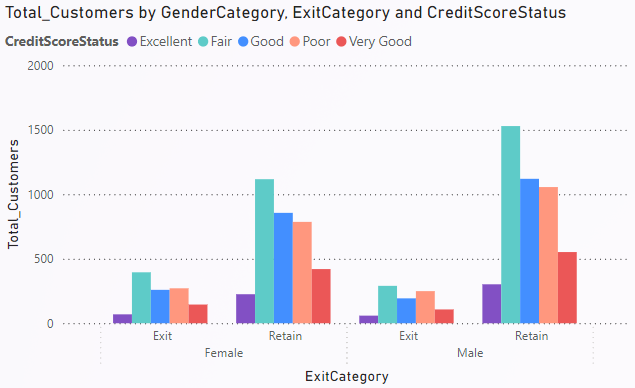 Total_Customers by GenderCategory, ExitCategory and CreditScoreStatus
CreditScoreStatus Excellent Fair Good Poor Very Good
2000
1500
1000
500
0
Total_Customers
Exit Retain Exit Retain
Female Male
ExitCategory